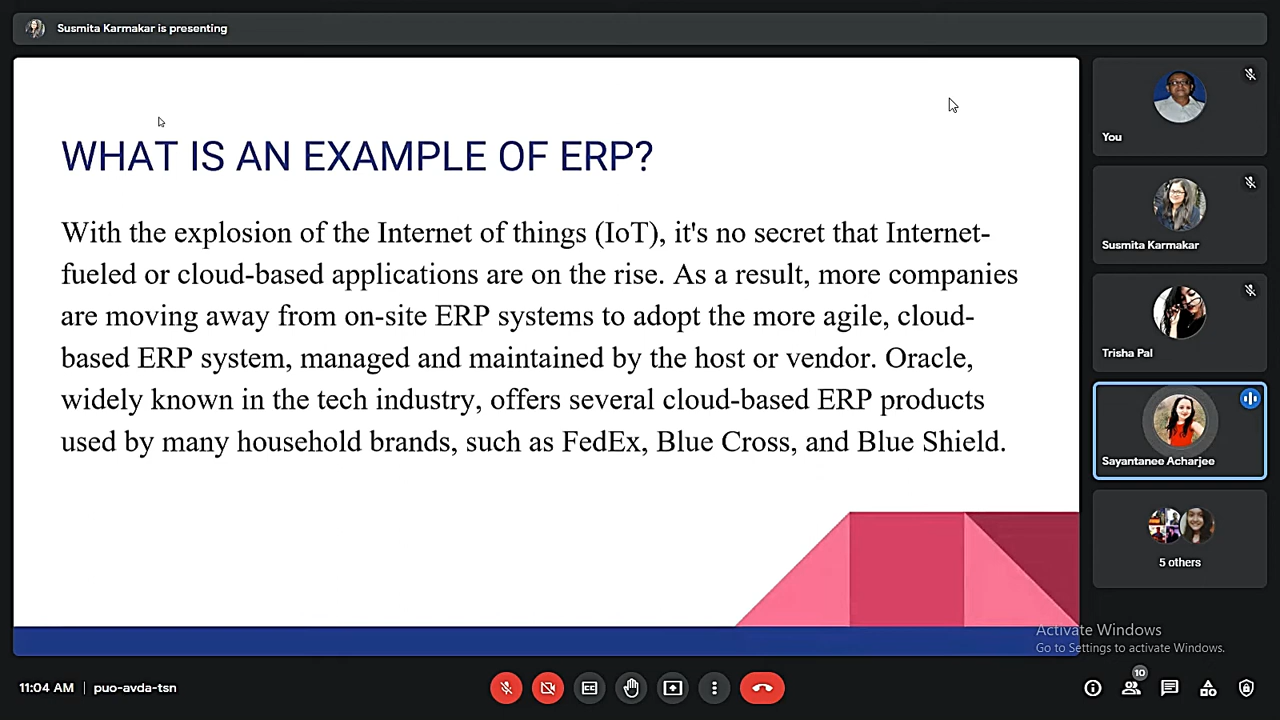 Susmita Karmakar is presenting
WHAT IS AN EXAMPLE OF ERP?
With the explosion of the Internet of things (IoT), it's no secret that Internet-
fueled or cloud-based applications are on the rise. As a result, more companies
are moving away from on-site ERP systems to adopt the more agile, cloud-
based ERP system, managed and maintained by the host or vendor. Oracle,
widely known in the tech industry, offers several cloud-based ERP products
used by many household brands, such as FedEx, Blue Cross, and Blue Shield.
You
Susmita Karmakar
Trisha Pal
Sayantanee Acharjee
5 others
Activate Windows
Go to Settings to activate Windows.
11:04 AM | puo-avda-tsn
10